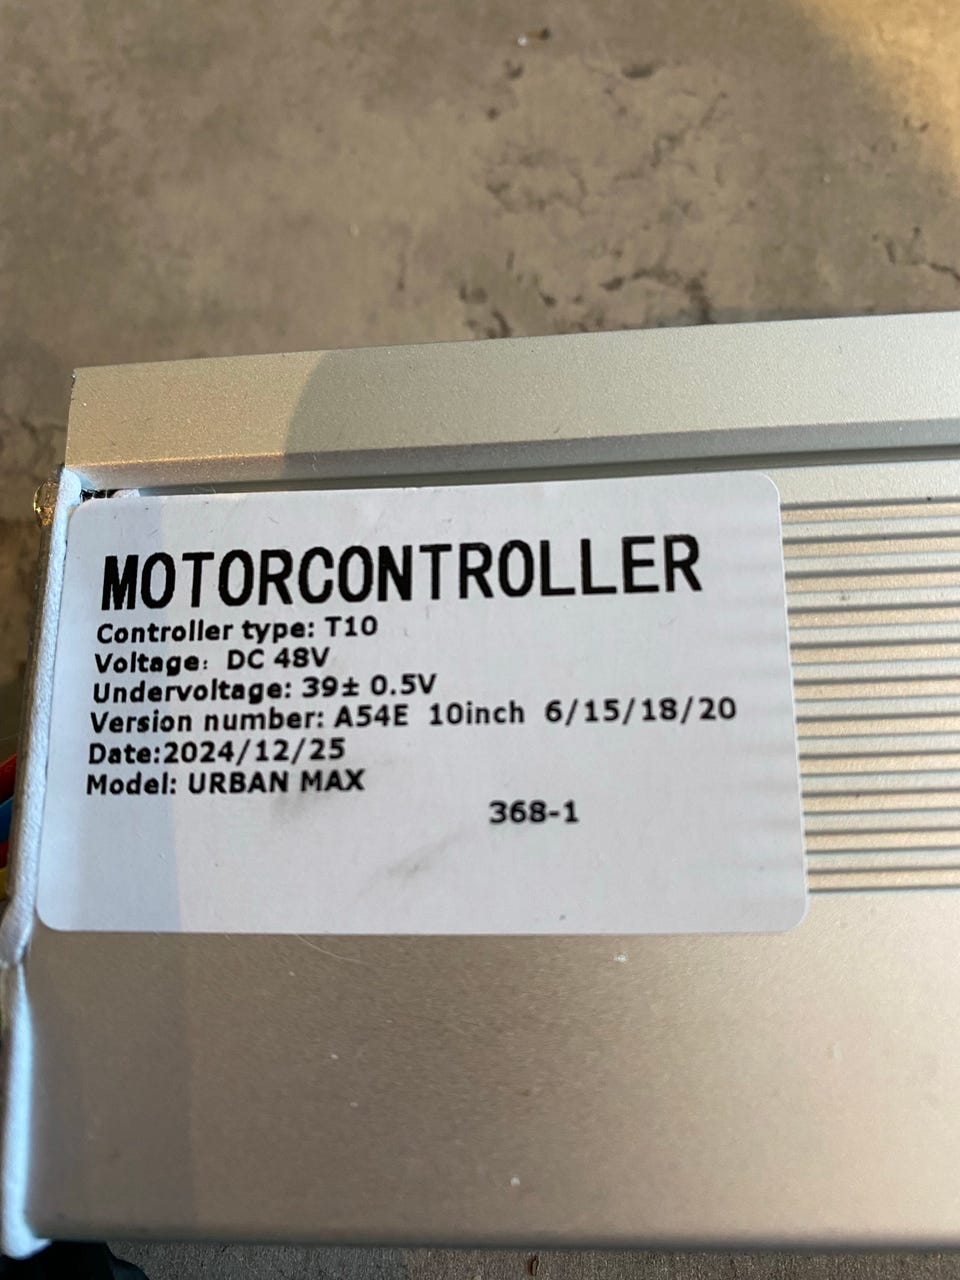 MOTORCONTROLLER
Controller type: T10
Voltage: DC 48V
Undervoltage: 39± 0.5V
Version number: A54E 10inch 6/15/18/20
Date:2024/12/25
Model: URBAN MAX
368-1